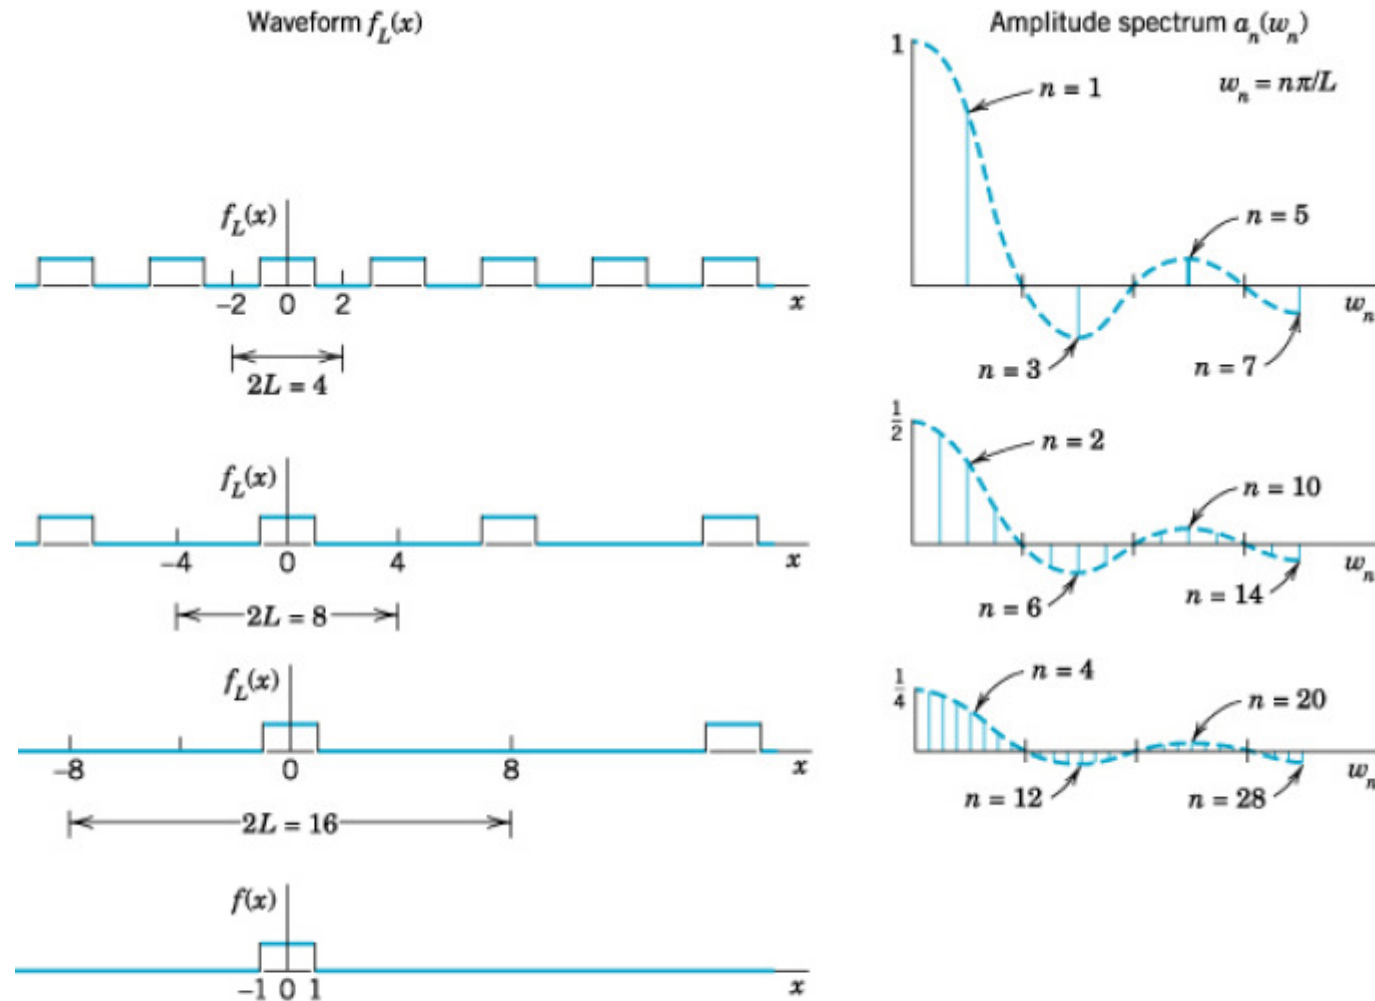 Waveform f_L(x)
Amplitude spectrum a_n(w_n)
1
n = 1
w_n = nπ/L
f_L(x)
n = 5
−2 0 2 x
w_n
n = 3
n = 7
2L = 4
1/2
n = 2
f_L(x)
n = 10
−4 0 4 x
w_n
n = 6
n = 14
2L = 8
f_L(x)
1/4
n = 4
n = 20
−8 0 8 x
w_n
n = 12
n = 28
2L = 16
f(x)
−1 0 1 x